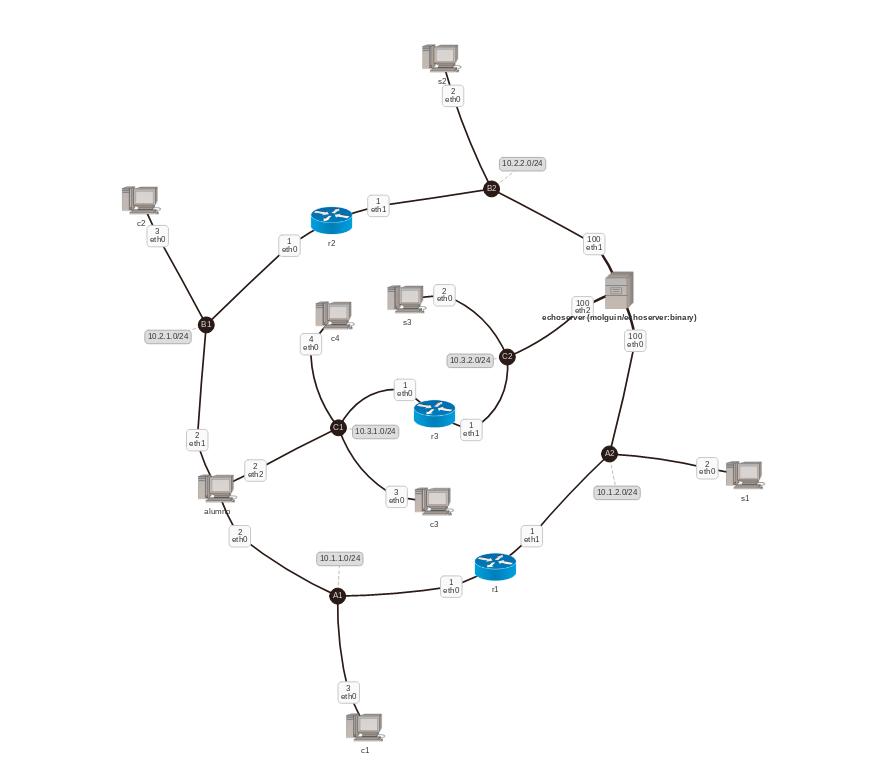 s2
2
eth0
10.2.2.0/24
B2
c2
3
eth0
1
eth1
r2
1
eth0
100
eth1
B1
10.2.1.0/24
s3
2
eth0
c4
4
eth0
100
eth2
echoserver (molguin/echoserver:binary)
100
eth0
C2
10.3.2.0/24
1
eth0
r3
1
eth1
C1
10.3.1.0/24
2
eth1
2
eth2
alumno
2
eth0
3
eth0
c3
A2
10.1.2.0/24
2
eth0
s1
1
eth1
r1
1
eth0
10.1.1.0/24
A1
3
eth0
c1